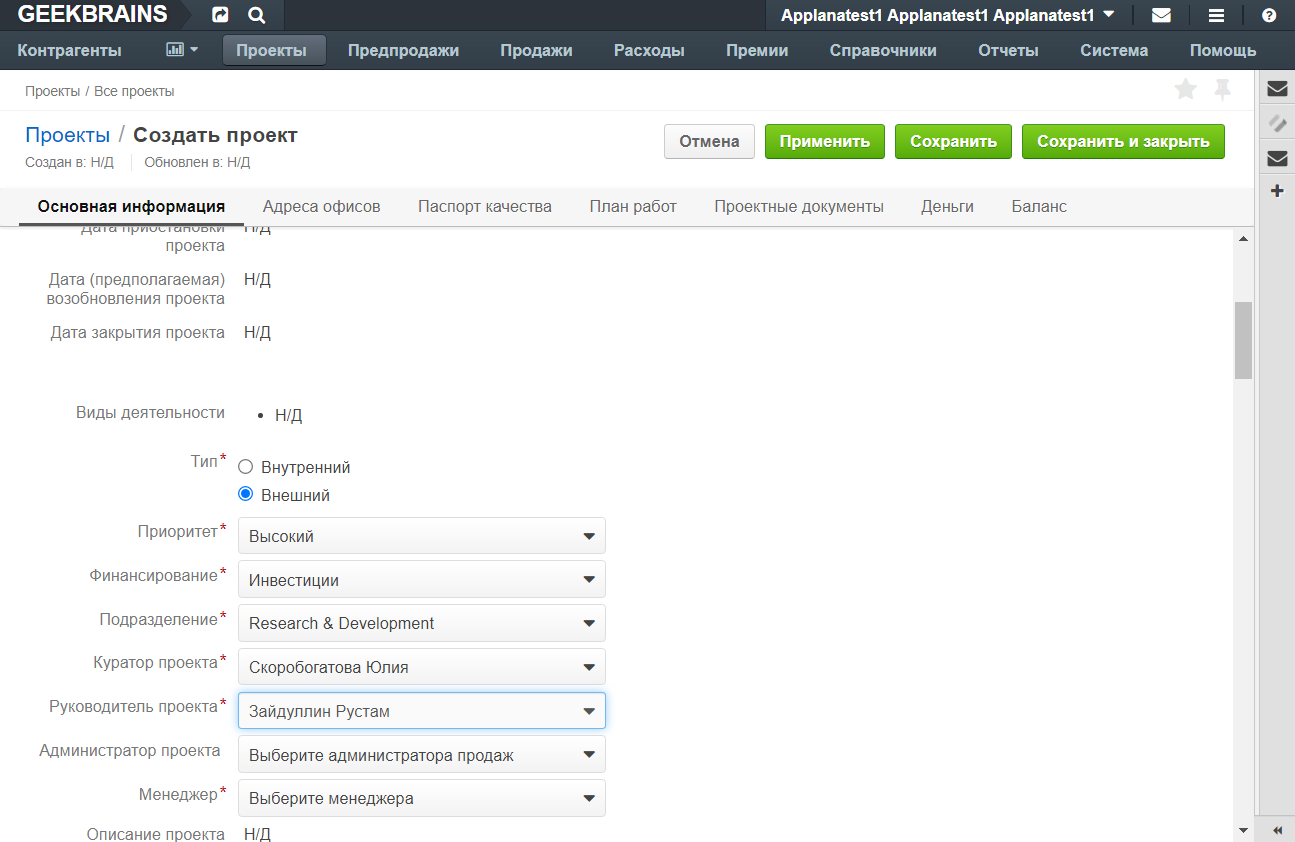 GEEKBRAINS
Applanatest1 Applanatest1 Applanatest1
Контрагенты Проекты Предпродажи Продажи Расходы Премии Справочники Отчеты Система Помощь
Проекты / Все проекты
Проекты / Создать проект
Создан в: Н/Д Обновлен в: Н/Д
Отмена Применить Сохранить Сохранить и закрыть
Основная информация Адреса офисов Паспорт качества План работ Проектные документы Деньги Баланс
Дата приостановки проекта Н/Д
Дата (предполагаемая) возобновления проекта Н/Д
Дата закрытия проекта Н/Д
Виды деятельности • Н/Д
Тип* Внутренний
Внешний
Приоритет* Высокий
Финансирование* Инвестиции
Подразделение* Research & Development
Куратор проекта* Скоробогатова Юлия
Руководитель проекта* Зайдуллин Рустам
Администратор проекта Выберите администратора продаж
Менеджер* Выберите менеджера
Описание проекта Н/Д